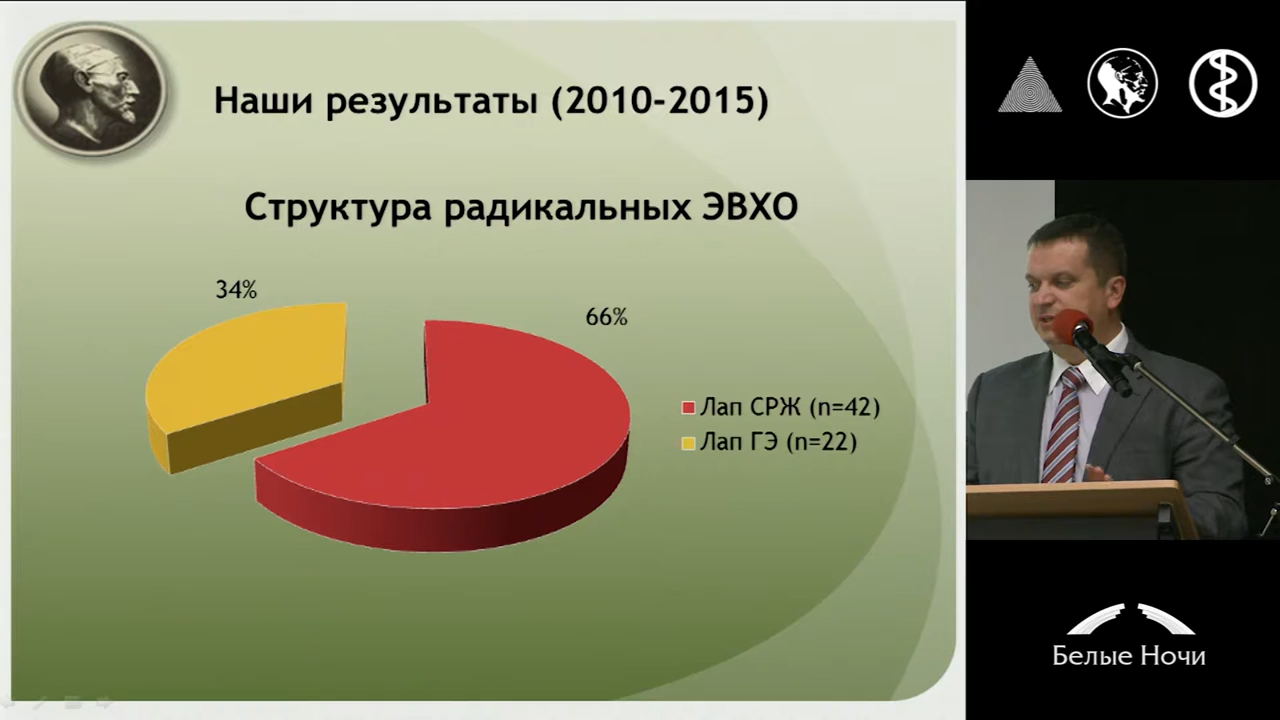 Наши результаты (2010-2015)
Структура радикальных ЭВХО
34%
66%
Лап СРЖ (n=42)
Лап ГЭ (n=22)
Белые Ночи